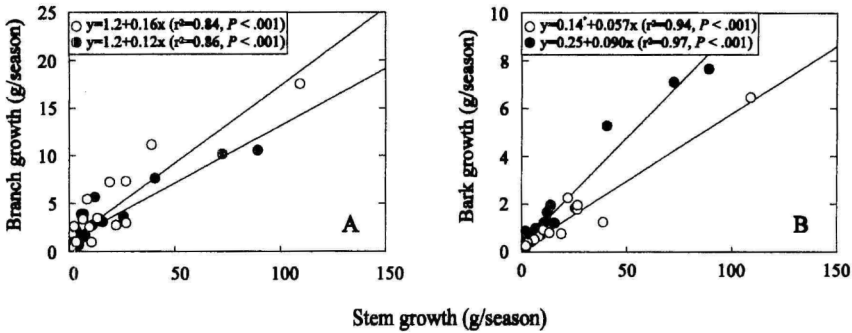 y=1.2+0.16x (r²=0.84, P < .001)
y=1.2+0.12x (r²=0.86, P < .001)
25
20
15
10
5
0
Branch growth (g/season)
0 50 100 150
A
y=0.14*+0.057x (r²=0.94, P < .001)
y=0.25+0.090x (r²=0.97, P < .001)
10
8
6
4
2
0
Bark growth (g/season)
0 50 100 150
B
Stem growth (g/season)